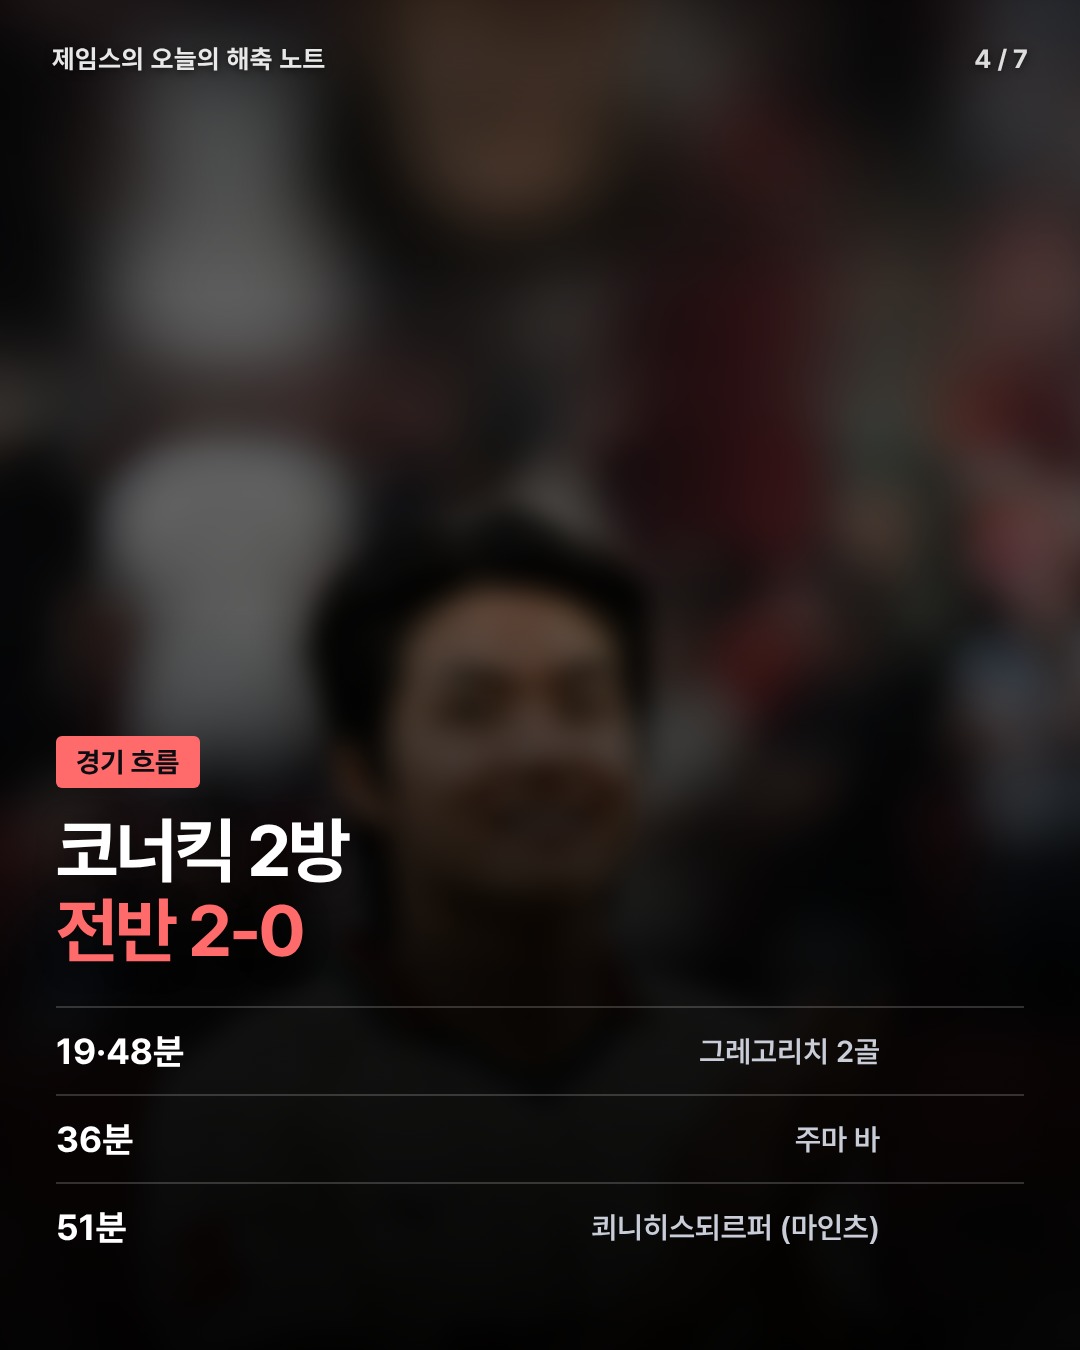 제임스의 오늘의 해축 노트
4 / 7
경기 흐름
코너킥 2방
전반 2-0
19·48분 그레고리치 2골
36분 주마 바
51분 쾨니히스되르퍼 (마인츠)